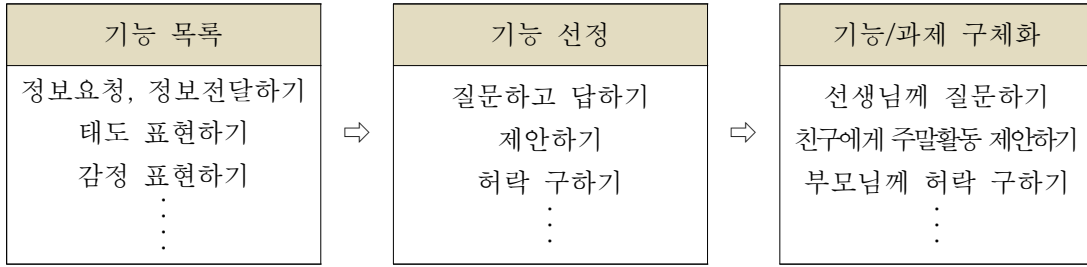 기능 목록
정보요청, 정보전달하기
태도 표현하기
감정 표현하기
⇨
기능 선정
질문하고 답하기
제안하기
허락 구하기
⇨
기능/과제 구체화
선생님께 질문하기
친구에게 주말활동 제안하기
부모님께 허락 구하기